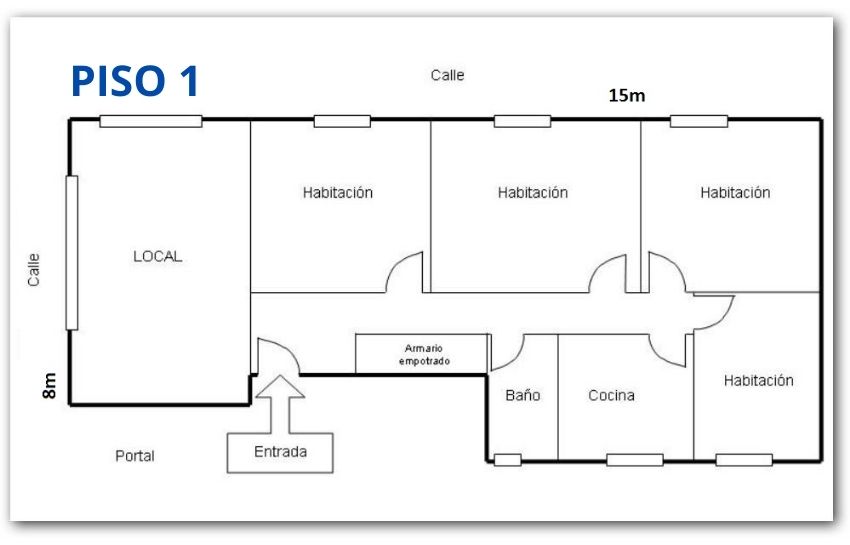 PISO 1
Calle
15m
Habitación
Habitación
Habitación
LOCAL
Calle
Armario
empotrado
8m
Habitación
Baño
Cocina
Entrada
Portal